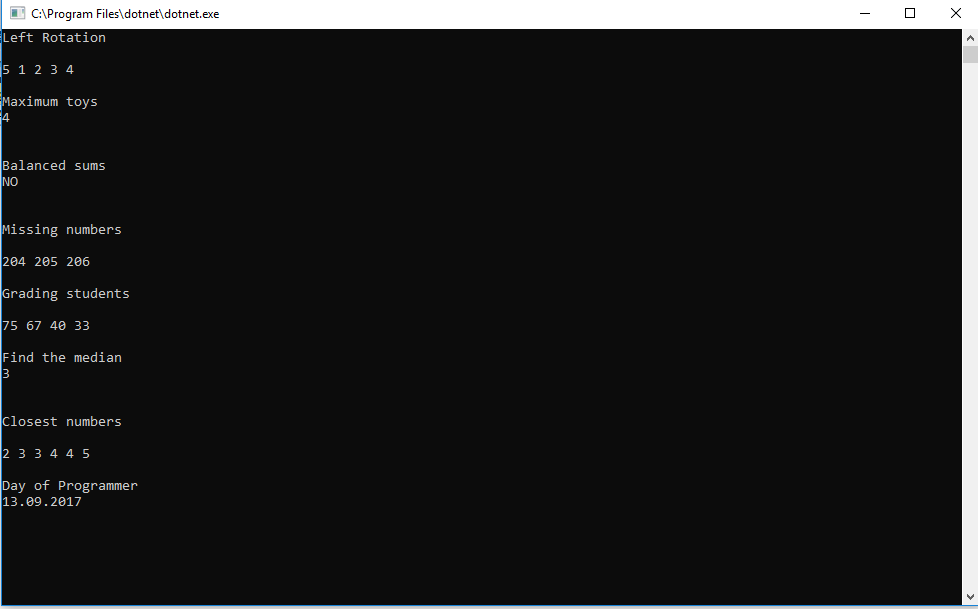 C:\Program Files\dotnet\dotnet.exe
Left Rotation
5 1 2 3 4
Maximum toys
4
Balanced sums
NO
Missing numbers
204 205 206
Grading students
75 67 40 33
Find the median
3
Closest numbers
2 3 3 4 4 5
Day of Programmer
13.09.2017